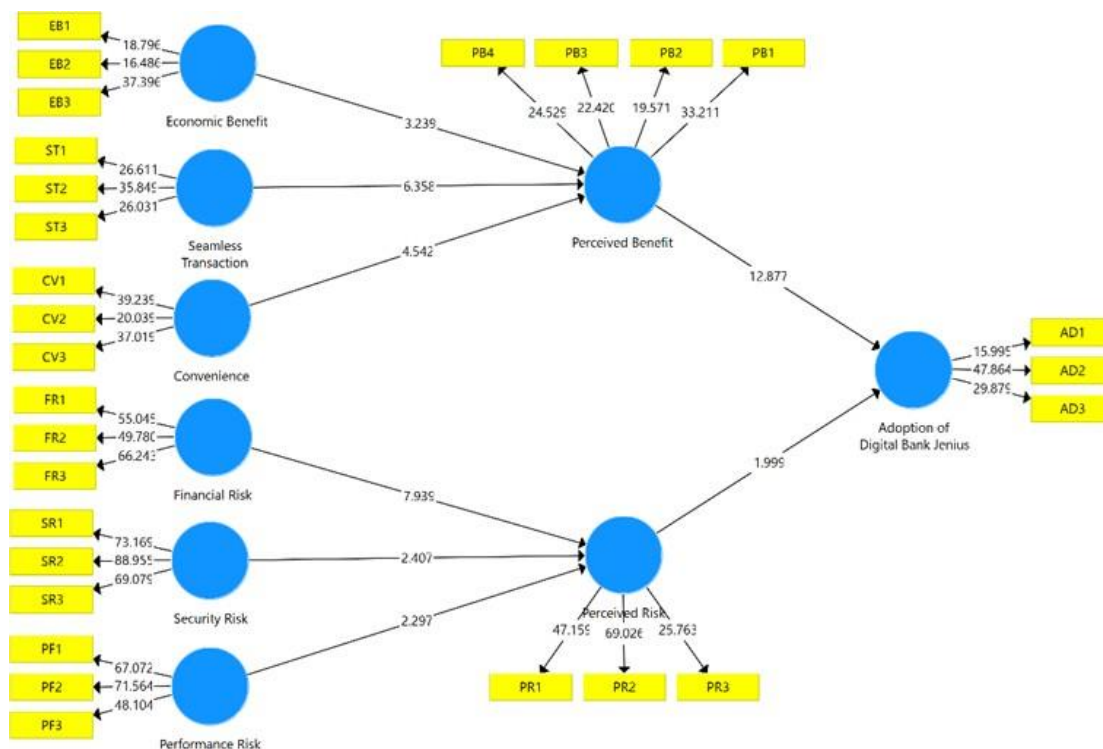 EB1
18.796
EB2
16.486
37.396
EB3
Economic Benefit
ST1
26.611
ST2
35.849
26.031
ST3
Seamless
Transaction
CV1
39.239
CV2
20.039
37.019
CV3
Convenience
FR1
55.049
FR2
49.780
66.243
FR3
Financial Risk
SR1
73.169
SR2
88.955
69.079
SR3
Security Risk
PF1
67.072
PF2
71.564
48.104
PF3
Performance Risk
3.239
6.358
4.542
7.939
2.407
2.297
PB4
PB3
PB2
PB1
24.529
22.420
19.571
33.211
Perceived Benefit
12.877
1.999
Perceived Risk
47.159
69.026
25.763
PR1
PR2
PR3
AD1
15.995
AD2
47.864
29.879
AD3
Adoption of
Digital Bank Jenius